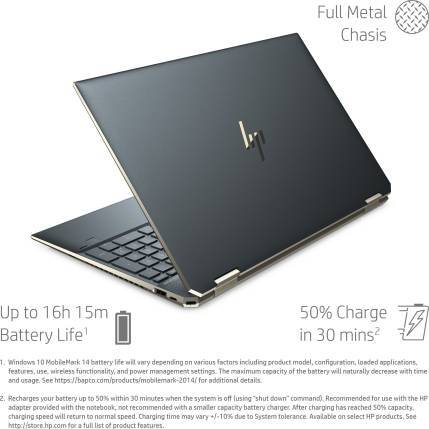 Full Metal
Chasis
hp
Up to 16h 15m
Battery Life1
50% Charge
in 30 mins2
1. Windows 10 MobileMark 14 battery life will vary depending on various factors including product model, configuration, loaded applications,
features, use, wireless functionality, and power management settings. The maximum capacity of the battery will naturally decrease with time
and usage. See https://bapto.com/products/mobilemark-2014/ for additional details.
2. Recharges your battery up to 50% within 30 minutes when the system is off (using "shut down" command). Recommended for use with the HP
adapter provided with the notebook, not recommended with a smaller capacity battery charger. After charging has reached 50% capacity,
charging speed will return to normal. Charging time may vary +/-10% due to System tolerance. Available on select HP products. See
http://store.hp.com for a full list of product features.